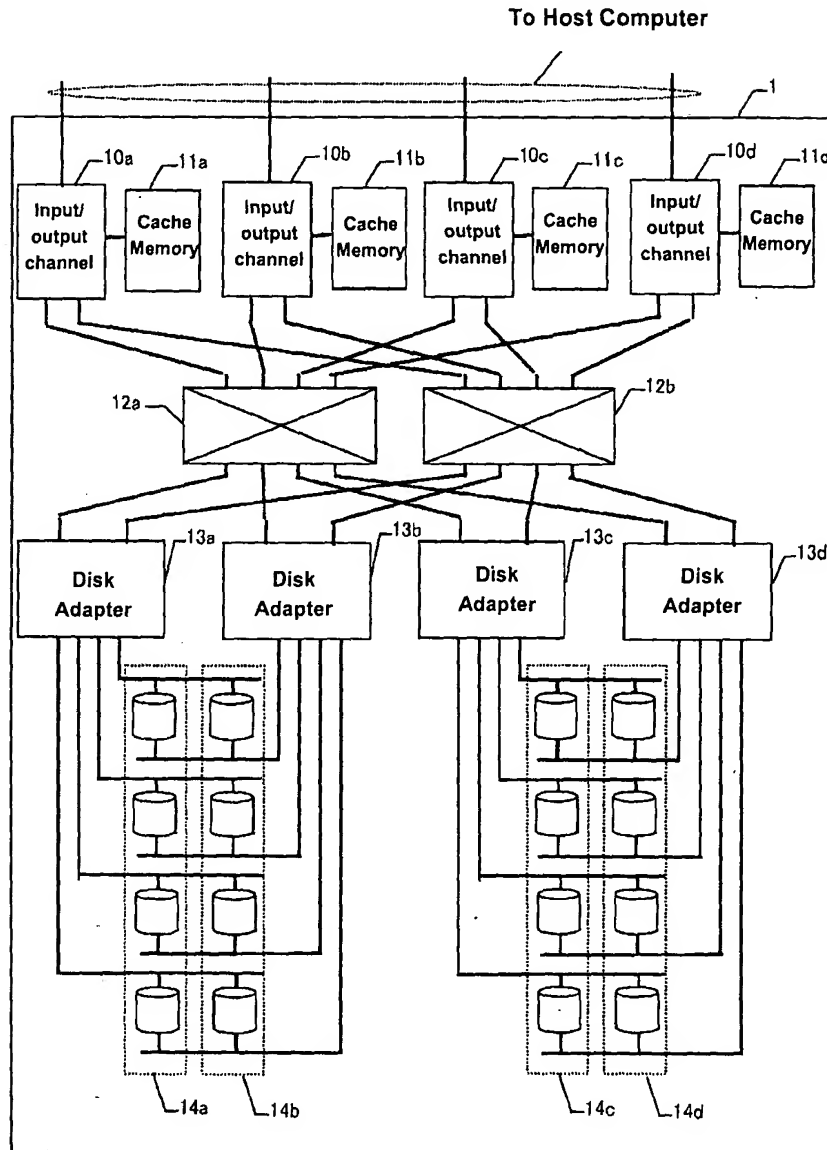 To Host Computer
1
10a
11a
10b
11b
10c
11c
10d
11d
Input/
output
channel
Cache
Memory
Input/
output
channel
Cache
Memory
Input/
output
channel
Cache
Memory
Input/
output
channel
Cache
Memory
12a
12b
13a
13b
13c
13d
Disk
Adapter
Disk
Adapter
Disk
Adapter
Disk
Adapter
14a
14b
14c
14d